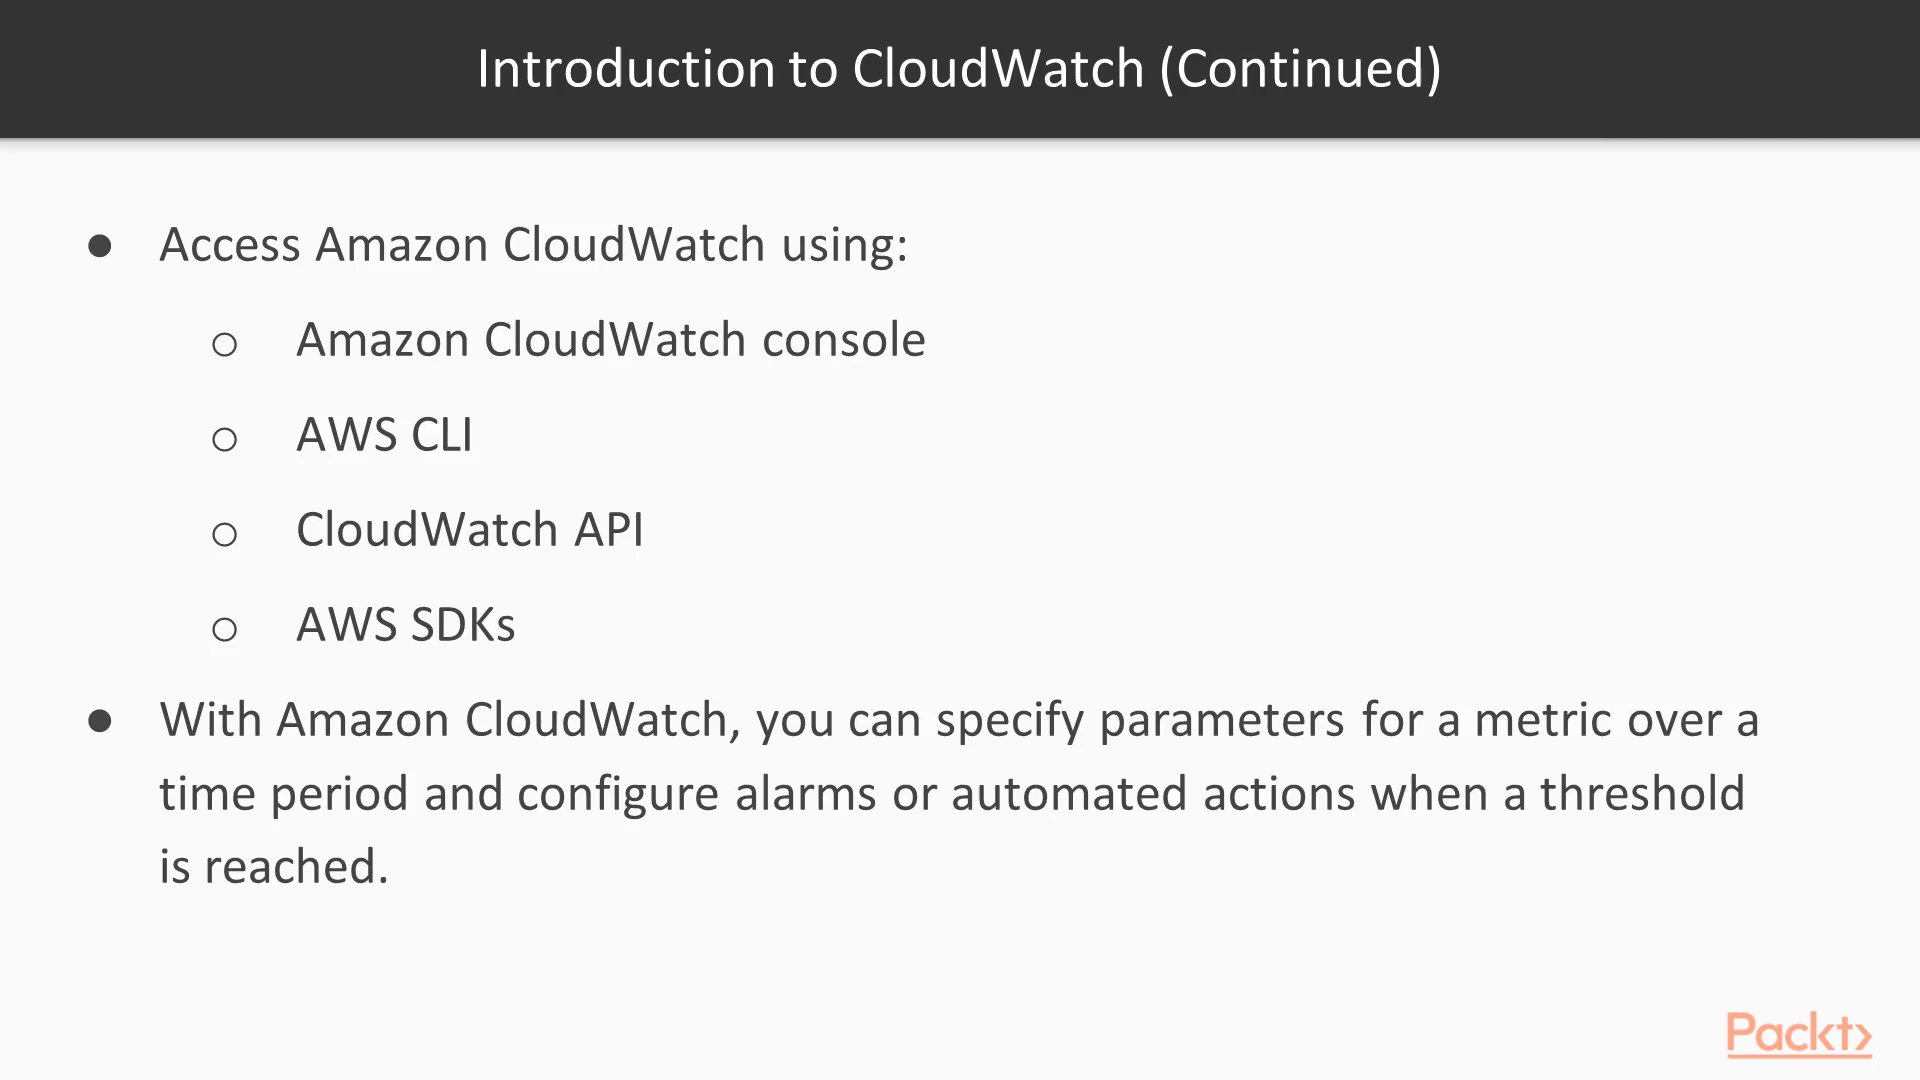 Introduction to CloudWatch (Continued)
● Access Amazon CloudWatch using:
○ Amazon CloudWatch console
○ AWS CLI
○ CloudWatch API
○ AWS SDKs
● With Amazon CloudWatch, you can specify parameters for a metric over a
time period and configure alarms or automated actions when a threshold
is reached.
Packt>